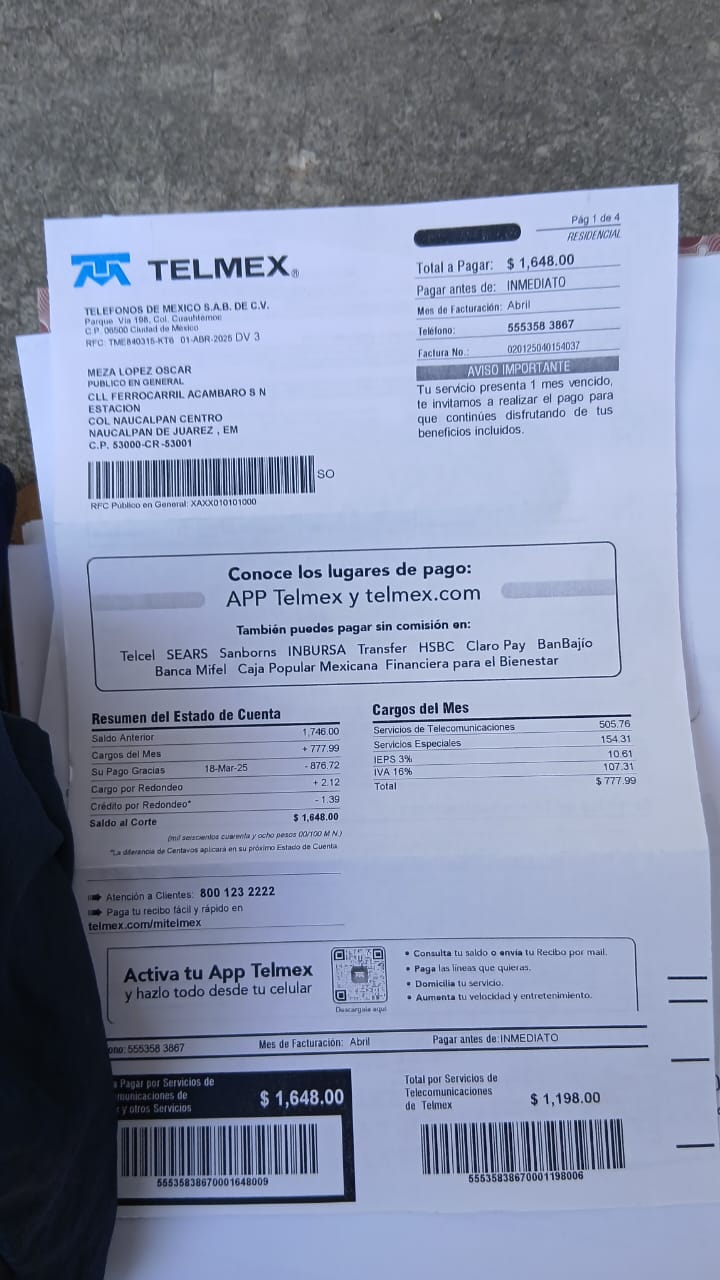 Pág 1 de 4
RESIDENCIAL
TELMEX®
Total a Pagar: $ 1,648.00
Pagar antes de: INMEDIATO
Mes de Facturación: Abril
Teléfono: 555358 3867
Factura No.: 020125040154037
TELEFONOS DE MEXICO S.A.B. DE C.V.
Parque Vía 198, Col. Cuauhtémoc
C.P. 06500 Ciudad de México
RFC: TME840315-KT6 01-ABR-2025 DV 3
AVISO IMPORTANTE
Tu servicio presenta 1 mes vencido,
te invitamos a realizar el pago para
que continúes disfrutando de tus
beneficios incluidos.
MEZA LOPEZ OSCAR
PUBLICO EN GENERAL
CLL FERROCARRIL ACAMBARO S N
ESTACION
COL NAUCALPAN CENTRO
NAUCALPAN DE JUAREZ , EM
C.P. 53000-CR-53001
SO
RFC Público en General: XAXX010101000
Conoce los lugares de pago:
APP Telmex y telmex.com
También puedes pagar sin comisión en:
Telcel SEARS Sanborns INBURSA Transfer HSBC Claro Pay BanBajío
Banca Mifel Caja Popular Mexicana Financiera para el Bienestar
Resumen del Estado de Cuenta
Saldo Anterior 1,746.00
Cargos del Mes + 777.99
Su Pago Gracias 18-Mar-25 - 876.72
Cargo por Redondeo + 2.12
Crédito por Redondeo* - 1.39
Saldo al Corte $ 1,648.00
(mil seiscientos cuarenta y ocho pesos 00/100 M.N.)
*La diferencia de Centavos aplicará en su próximo Estado de Cuenta.
Cargos del Mes
Servicios de Telecomunicaciones 505.76
Servicios Especiales 154.31
IEPS 3% 10.61
IVA 16% 107.31
Total $ 777.99
Atención a Clientes: 800 123 2222
Paga tu recibo fácil y rápido en
telmex.com/mitelmex
Activa tu App Telmex
y hazlo todo desde tu celular
Descárgala aquí
• Consulta tu saldo o envía tu Recibo por mail.
• Paga las líneas que quieras.
• Domicilia tu servicio.
• Aumenta tu velocidad y entretenimiento.
ono: 555358 3867 Mes de Facturación: Abril Pagar antes de:INMEDIATO
a Pagar por Servicios de
municaciones de
y otros Servicios
$ 1,648.00
55535838670001648009
Total por Servicios de
Telecomunicaciones
de Telmex
$ 1,198.00
55535838670001198006